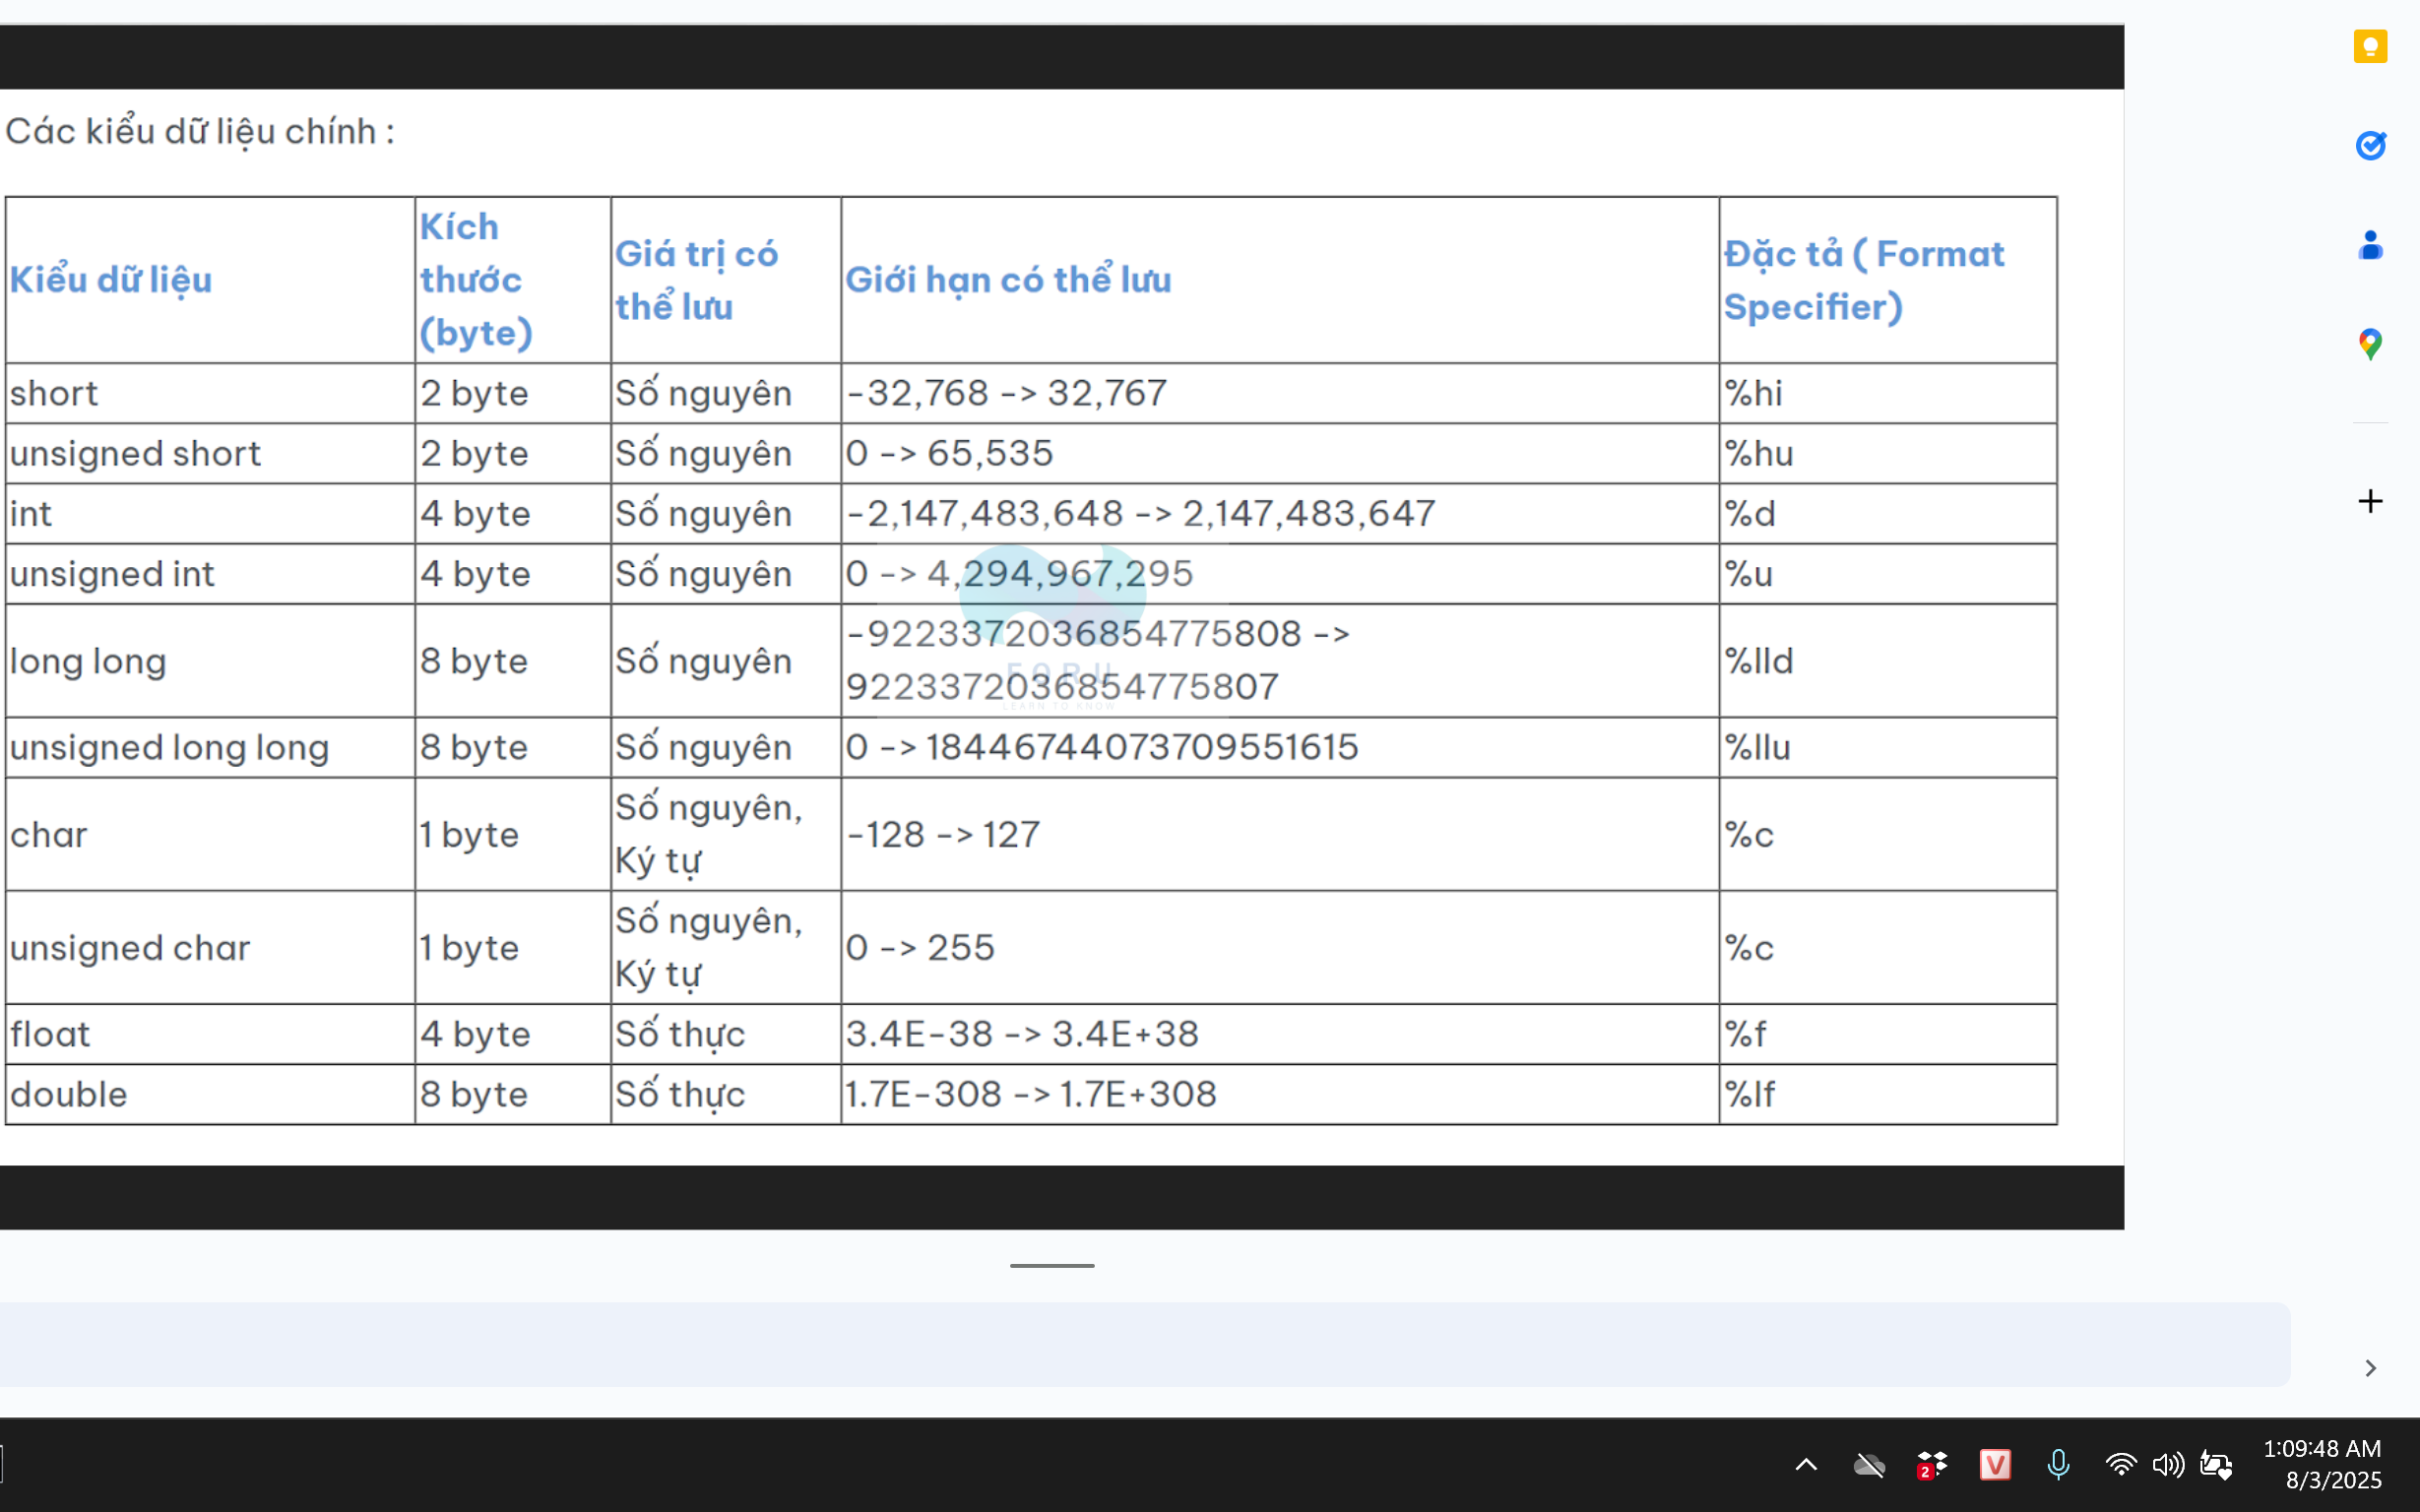 Các kiểu dữ liệu chính :
Kiểu dữ liệu
Kích
thước
(byte)
Giá trị có
thể lưu
Giới hạn có thể lưu
Đặc tả ( Format
Specifier)
short
2 byte
Số nguyên
-32,768 -> 32,767
%hi
unsigned short
2 byte
Số nguyên
0 -> 65,535
%hu
int
4 byte
Số nguyên
-2,147,483,648 -> 2,147,483,647
%d
unsigned int
4 byte
Số nguyên
0 -> 4,294,967,295
%u
long long
8 byte
Số nguyên
-9223372036854775808 ->
9223372036854775807
%lld
FORU
LEARN TO KNOW
unsigned long long
8 byte
Số nguyên
0 -> 18446744073709551615
%llu
char
1 byte
Số nguyên,
Ký tự
-128 -> 127
%c
unsigned char
1 byte
Số nguyên,
Ký tự
0 -> 255
%c
float
4 byte
Số thực
3.4E-38 -> 3.4E+38
%f
double
8 byte
Số thực
1.7E-308 -> 1.7E+308
%lf
2
V
1:09:48 AM
8/3/2025